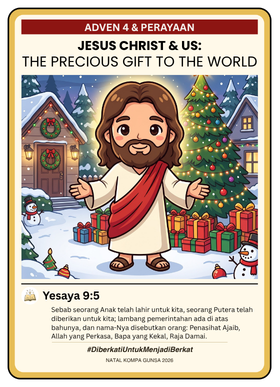 ADVEN 4 & PERAYAAN
JESUS CHRIST & US:
THE PRECIOUS GIFT TO THE WORLD
Yesaya 9:5
Sebab seorang Anak telah lahir untuk kita, seorang Putera telah
diberikan untuk kita; lambang pemerintahan ada di atas
bahunya, dan nama-Nya disebutkan orang: Penasihat Ajaib,
Allah yang Perkasa, Bapa yang Kekal, Raja Damai.
#DiberkatiUntukMenjadiBerkat
NATAL KOMPA GUNSA 2026